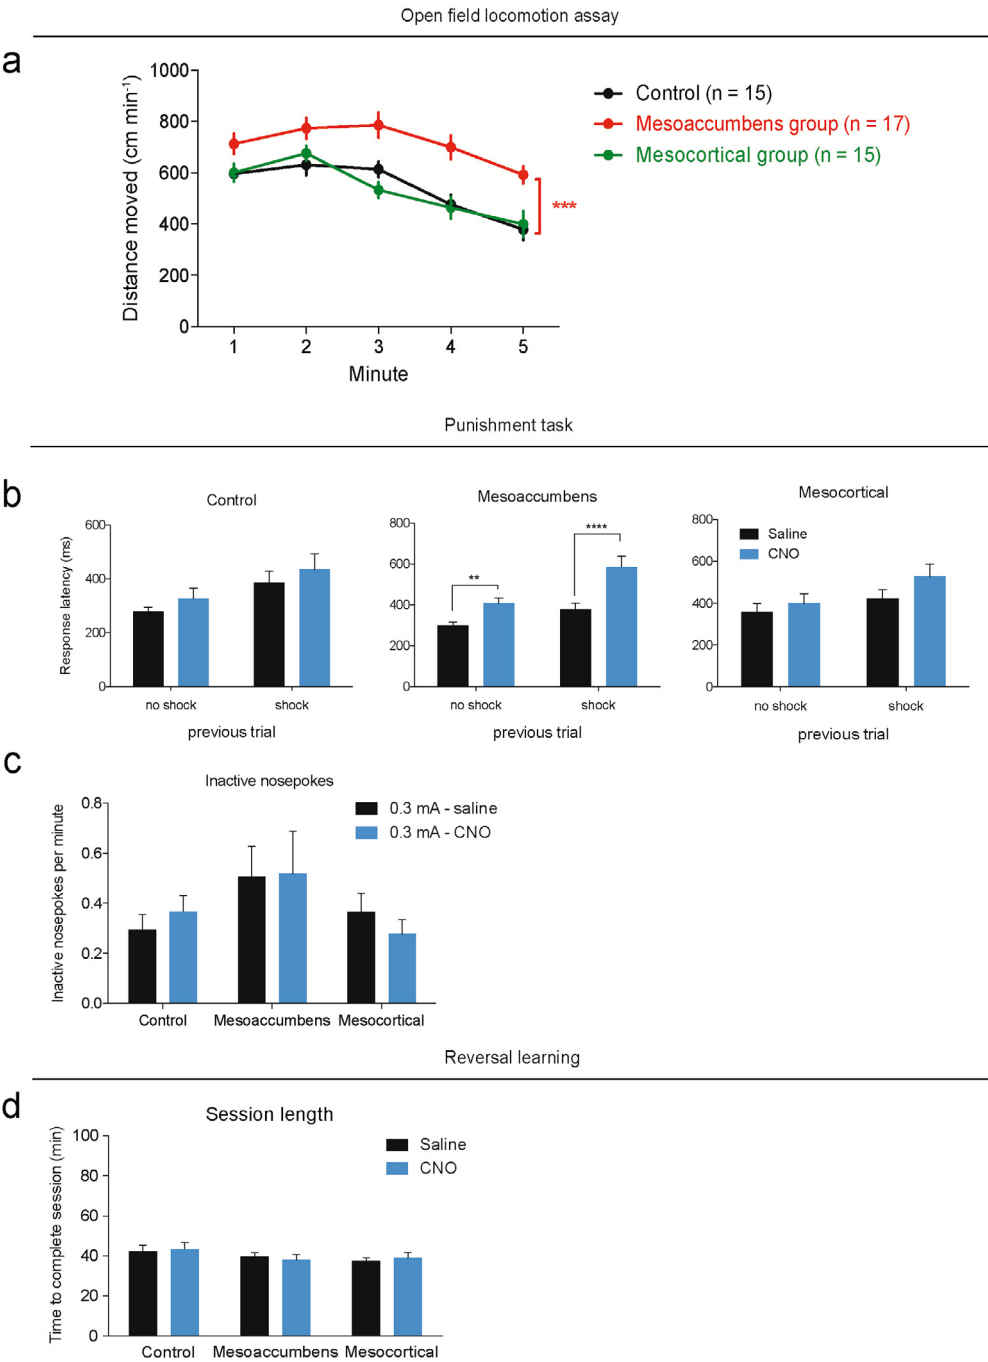 Open field locomotion assay
a
1000
800
600
400
200
0
Distance moved (cm min⁻¹)
1 2 3 4 5
Minute
Control (n = 15)
Mesoaccumbens group (n = 17)
Mesocortical group (n = 15)
***
Punishment task
b
Control
Response latency (ms)
600
400
200
0
no shock shock
previous trial
Mesoaccumbens
800
600
400
200
0
**
****
no shock shock
previous trial
Mesocortical
800
600
400
200
0
Saline
CNO
no shock shock
previous trial
c
Inactive nosepokes
Inactive nosepokes per minute
0.8
0.6
0.4
0.2
0.0
0.3 mA - saline
0.3 mA - CNO
Control Mesoaccumbens Mesocortical
Reversal learning
d
Session length
Time to complete session (min)
100
80
60
40
20
0
Saline
CNO
Control Mesoaccumbens Mesocortical